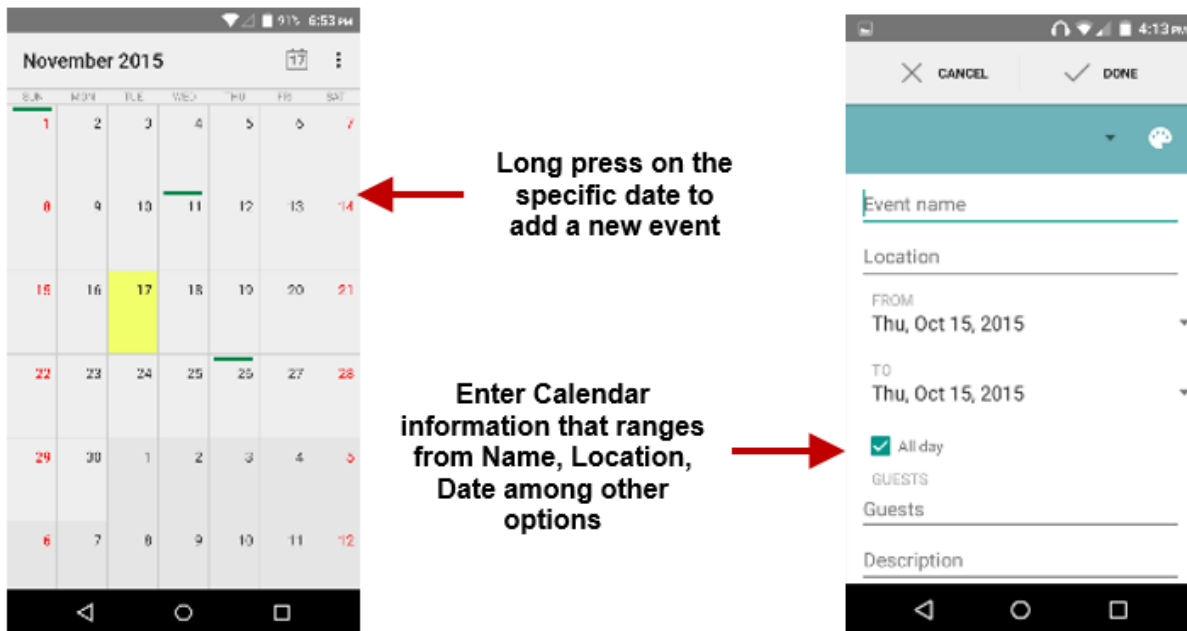 91% 6:53 PM
November 2015 17
SUN MON TUE WED THU FRI SAT
1 2 3 4 5 6 7
8 9 10 11 12 13 14
15 16 17 18 19 20 21
22 23 24 25 26 27 28
29 30 1 2 3 4 5
6 7 8 9 10 11 12
Long press on the
specific date to
add a new event
Enter Calendar
information that ranges
from Name, Location,
Date among other
options
4:13 PM
CANCEL DONE
Event name
Location
FROM
Thu, Oct 15, 2015
TO
Thu, Oct 15, 2015
All day
GUESTS
Guests
Description